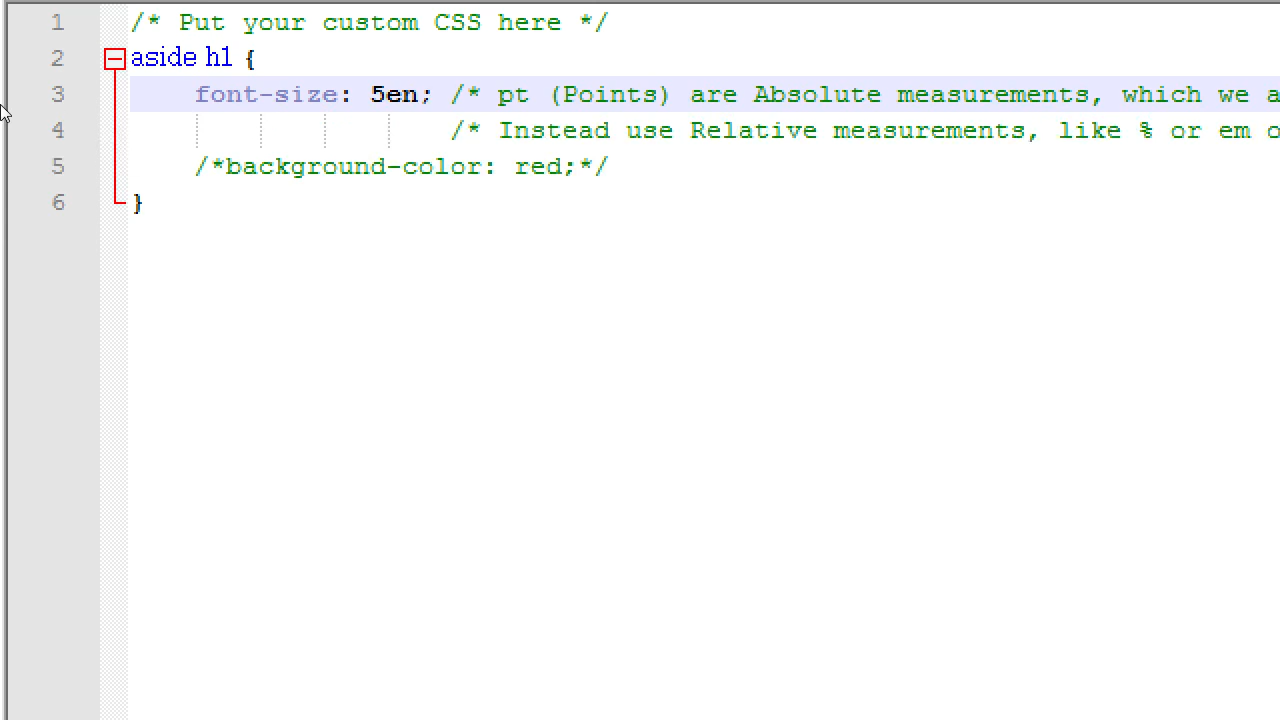 1 /* Put your custom CSS here */
2 aside h1 {
3 font-size: 5en; /* pt (Points) are Absolute measurements, which we a
4 /* Instead use Relative measurements, like % or em o
5 /*background-color: red;*/
6 }